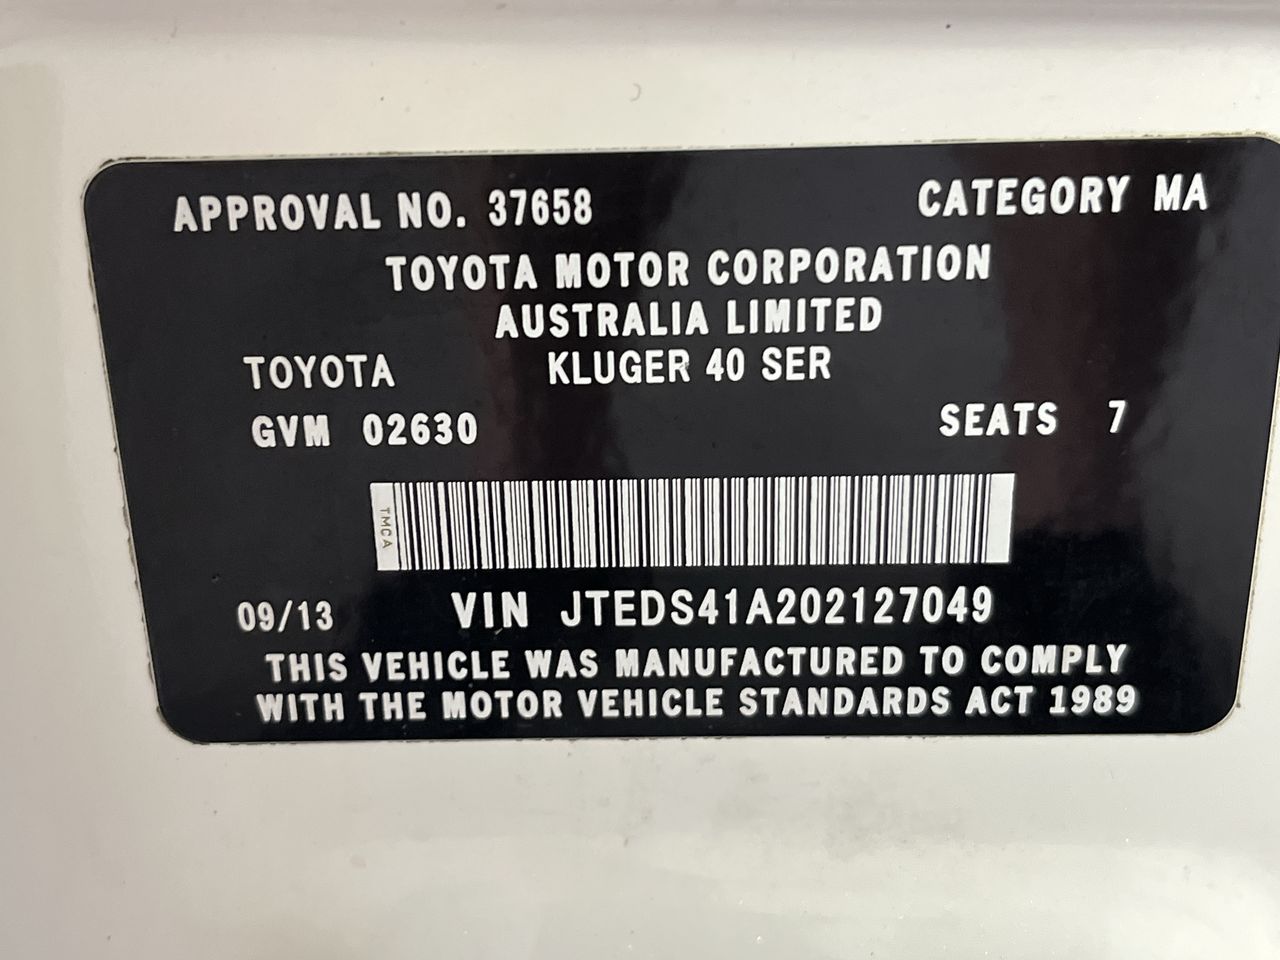 APPROVAL NO. 37658 CATEGORY MA
TOYOTA MOTOR CORPORATION
AUSTRALIA LIMITED
TOYOTA KLUGER 40 SER
GVM 02630 SEATS 7
TMCA
09/13 VIN JTEDS41A202127049
THIS VEHICLE WAS MANUFACTURED TO COMPLY
WITH THE MOTOR VEHICLE STANDARDS ACT 1989